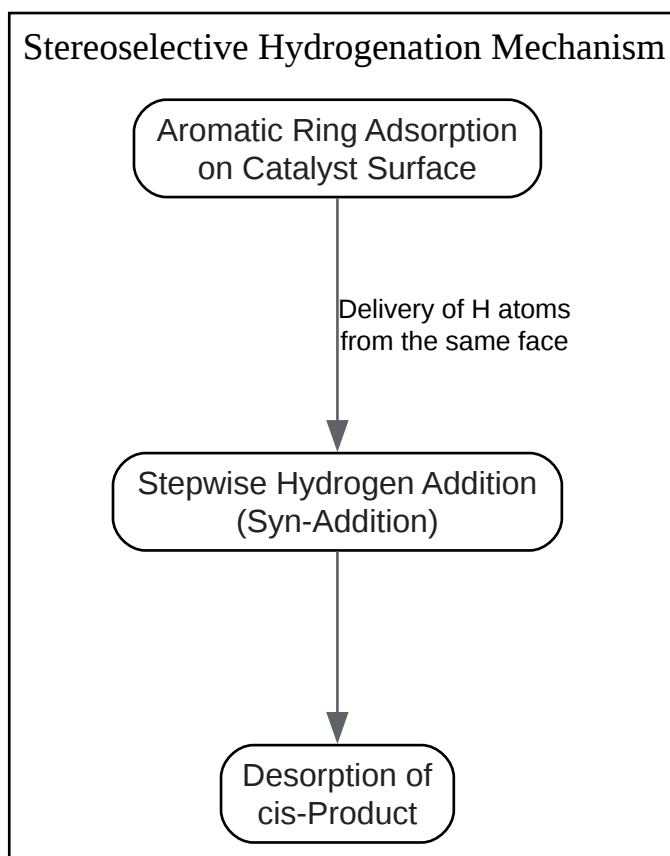 Stereoselective Hydrogenation Mechanism
Aromatic Ring Adsorption
on Catalyst Surface
Delivery of H atoms
from the same face
Stepwise Hydrogen Addition
(Syn-Addition)
Desorption of
cis-Product